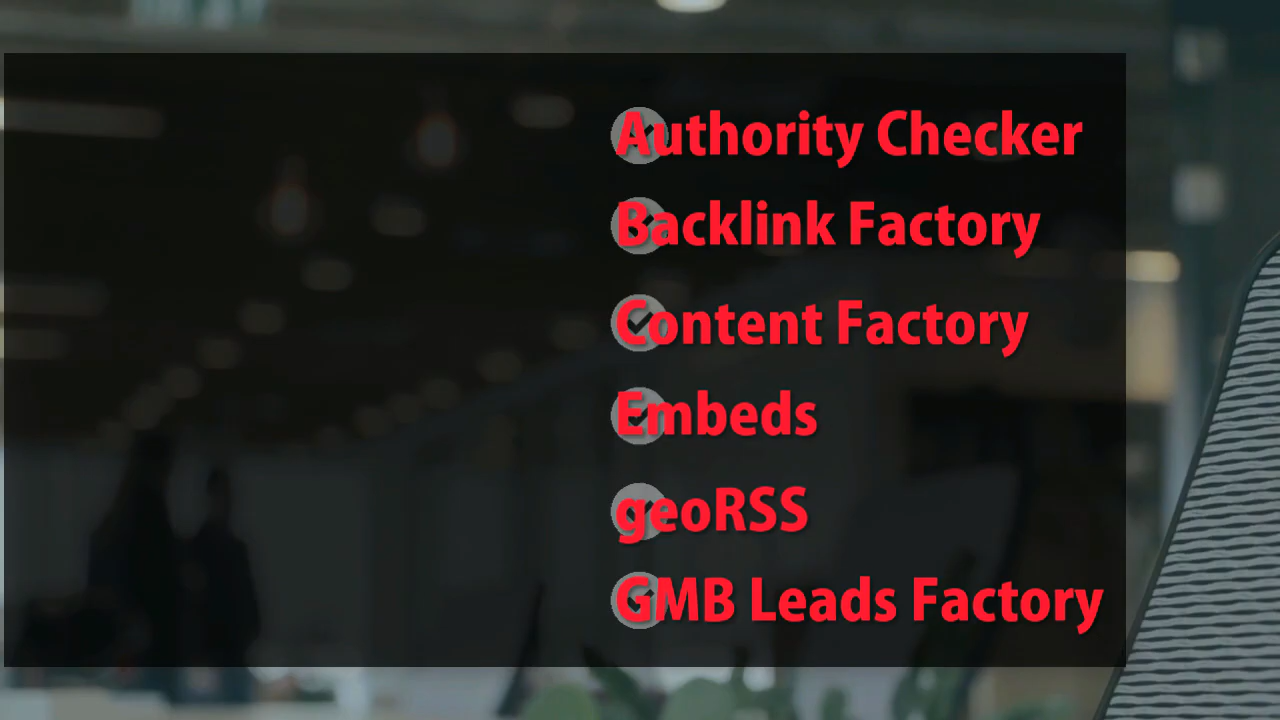 Authority Checker
Backlink Factory
Content Factory
Embeds
geoRSS
GMB Leads Factory